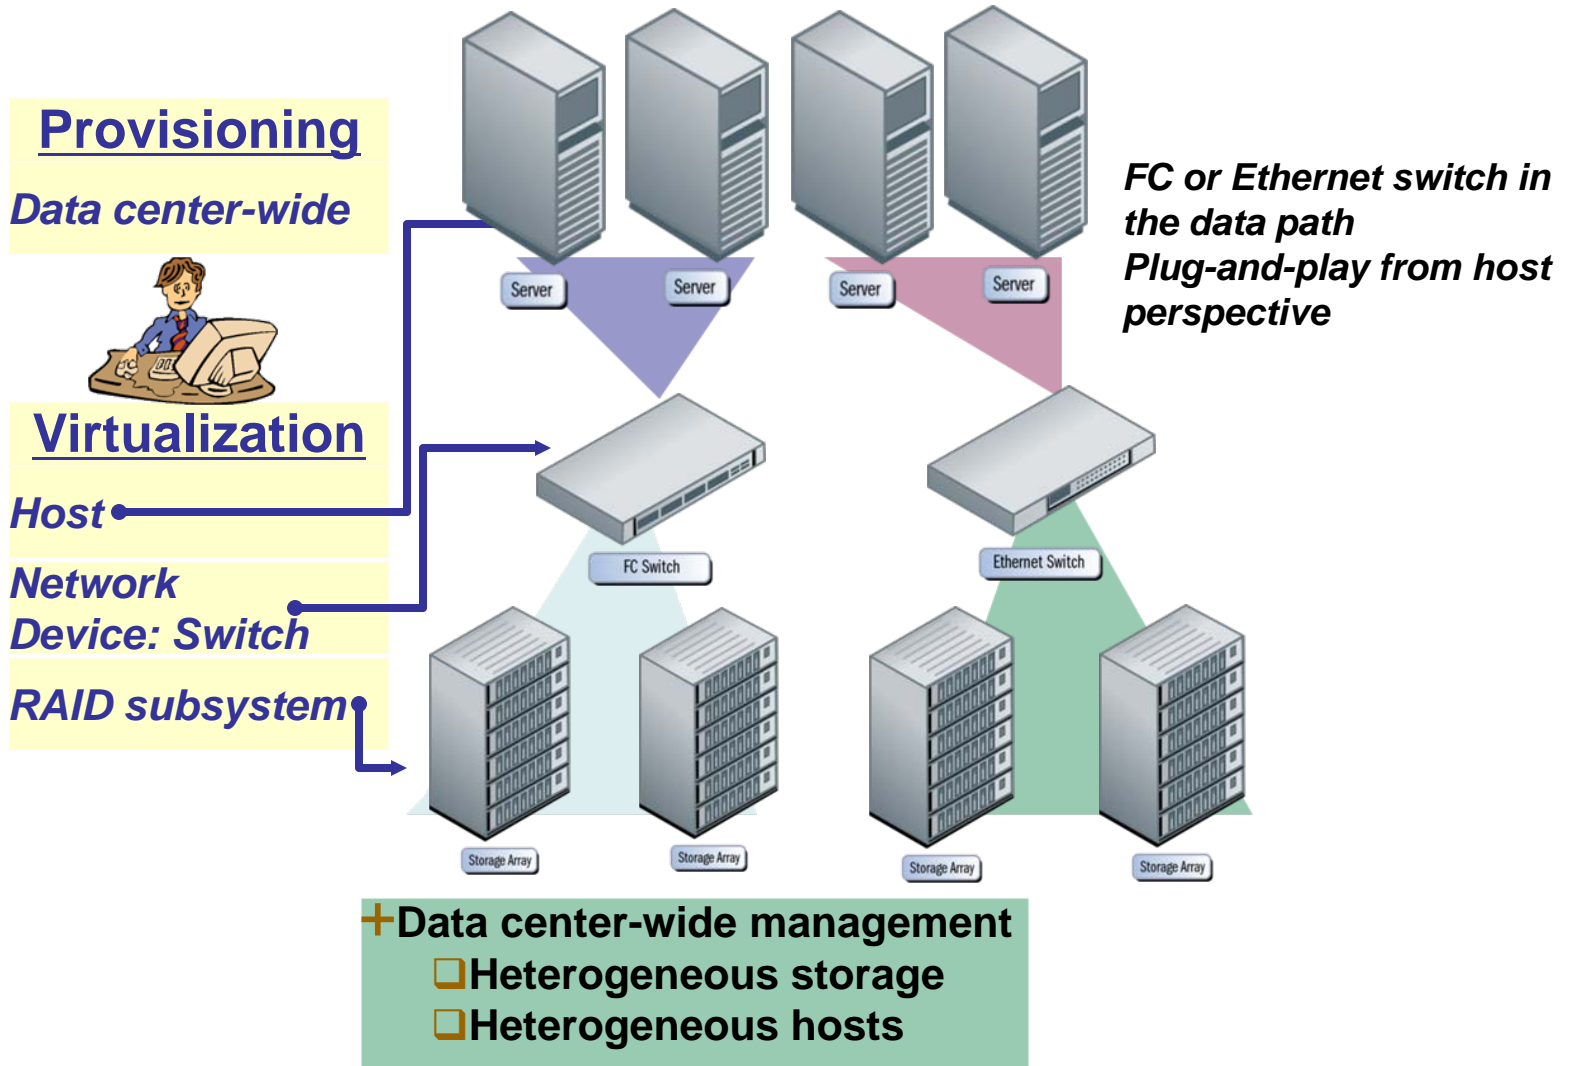 Provisioning
Data center-wide
Virtualization
Host
Network
Device: Switch
RAID subsystem
Server
Server
Server
Server
FC or Ethernet switch in
the data path
Plug-and-play from host
perspective
FC Switch
Ethernet Switch
Storage Array
Storage Array
Storage Array
Storage Array
+Data center-wide management
❑Heterogeneous storage
❑Heterogeneous hosts